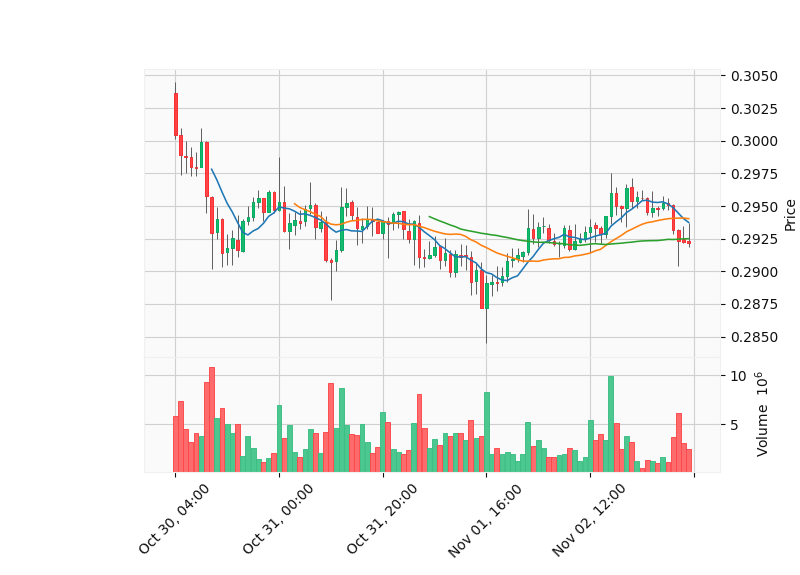 0.3050
0.3025
0.3000
0.2975
0.2950
0.2925
0.2900
0.2875
0.2850
Price
10
5
Volume 10⁶
Oct 30, 04:00
Oct 31, 00:00
Oct 31, 20:00
Nov 01, 16:00
Nov 02, 12:00